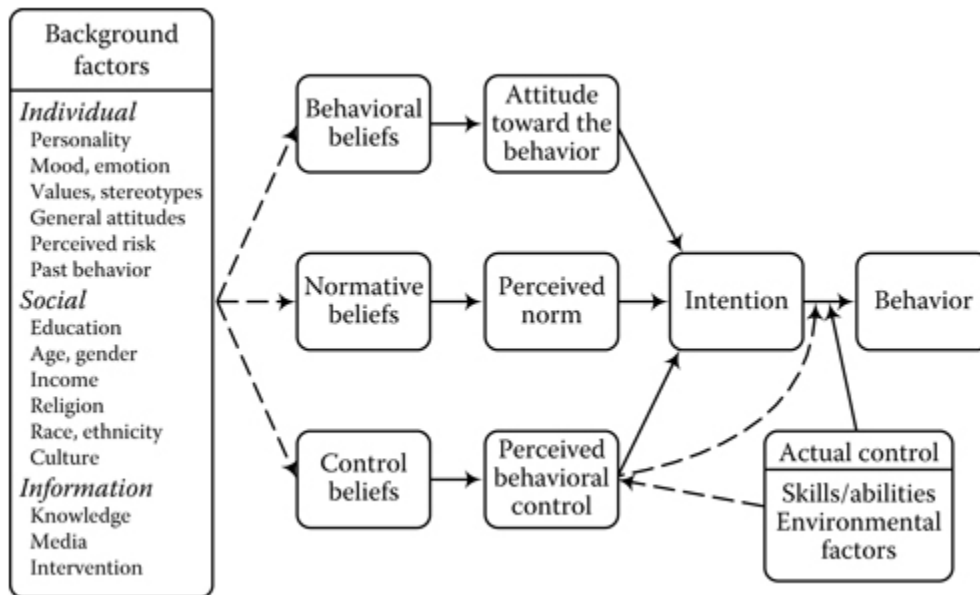 Background
factors
Individual
Personality
Mood, emotion
Values, stereotypes
General attitudes
Perceived risk
Past behavior
Social
Education
Age, gender
Income
Religion
Race, ethnicity
Culture
Information
Knowledge
Media
Intervention
Behavioral
beliefs
Attitude
toward the
behavior
Normative
beliefs
Perceived
norm
Intention
Behavior
Control
beliefs
Perceived
behavioral
control
Actual control
Skills/abilities
Environmental
factors